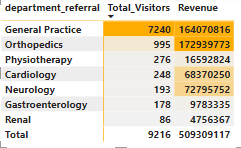 department_referral Total_Visitors Revenue
General Practice 7240 164070816
Orthopedics 995 172939773
Physiotherapy 276 16592824
Cardiology 248 68370250
Neurology 193 72795752
Gastroenterology 178 9783335
Renal 86 4756367
Total 9216 509309117